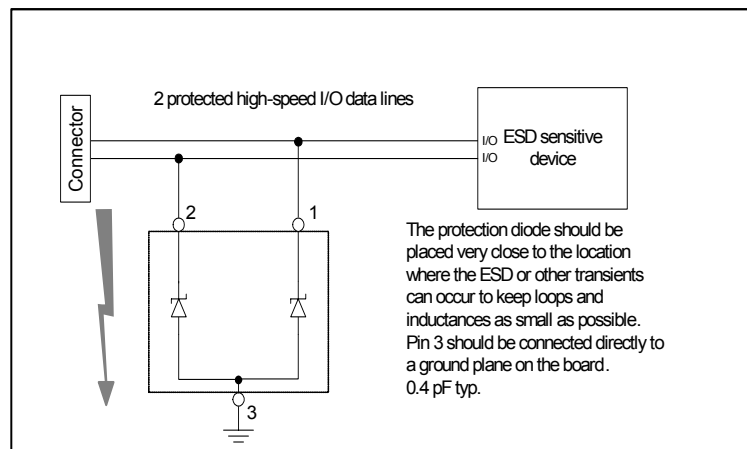 2 protected high-speed I/O data lines
Connector
I/O
I/O
ESD sensitive
device
2
1
3
The protection diode should be
placed very close to the location
where the ESD or other transients
can occur to keep loops and
inductances as small as possible.
Pin 3 should be connected directly to
a ground plane on the board.
0.4 pF typ.